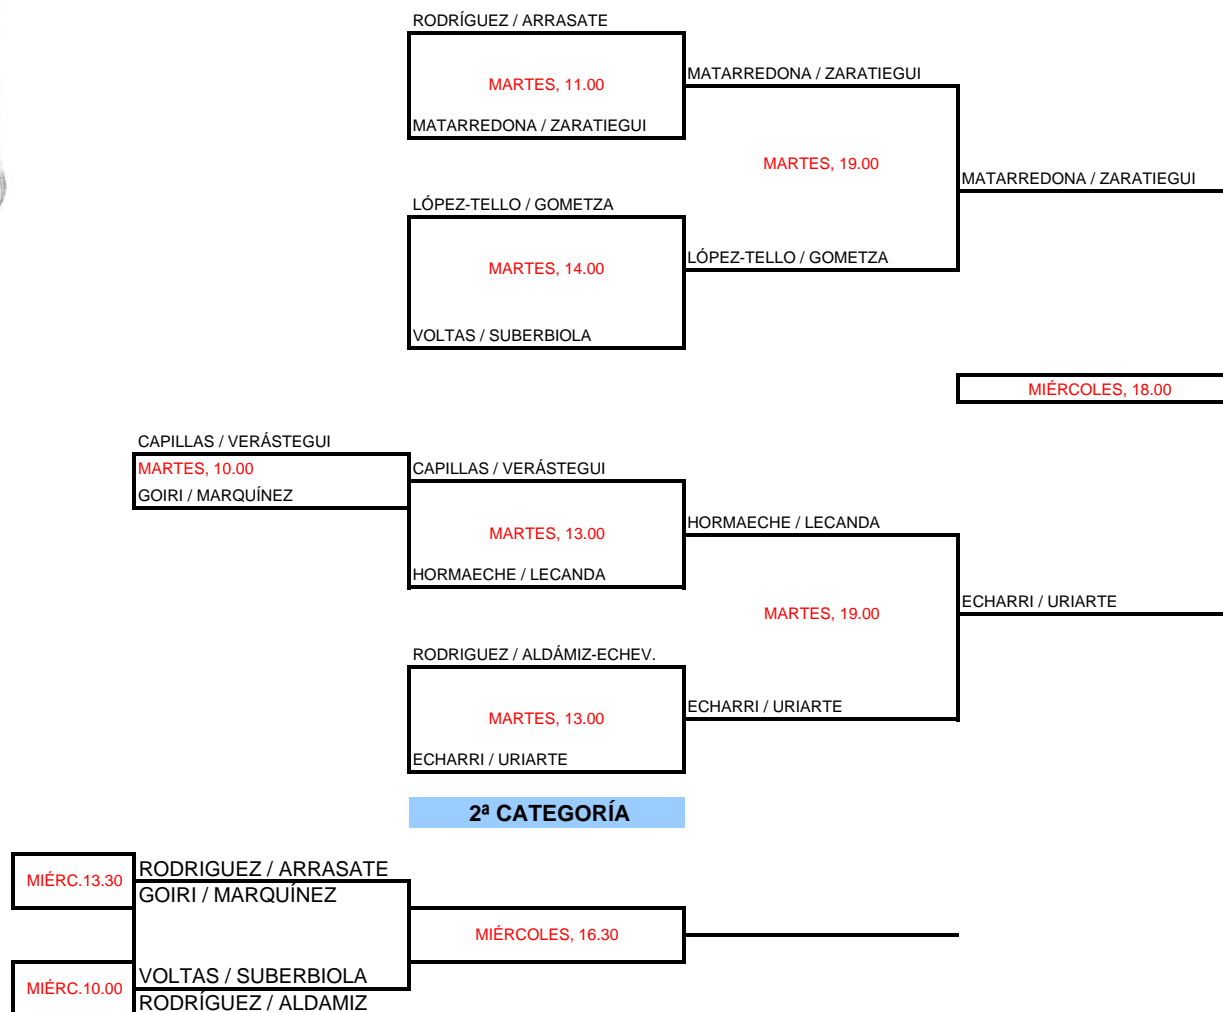 RODRÍGUEZ / ARRASATE
MATARREDONA / ZARATIEGUI
MARTES, 11.00
MATARREDONA / ZARATIEGUI
MARTES, 19.00
MATARREDONA / ZARATIEGUI
LÓPEZ-TELLO / GOMETZA
LÓPEZ-TELLO / GOMETZA
MARTES, 14.00
VOLTAS / SUBERBIOLA
MIÉRCOLES, 18.00
CAPILLAS / VERÁSTEGUI
MARTES, 10.00
CAPILLAS / VERÁSTEGUI
GOIRI / MARQUÍNEZ
HORMAECHE / LECANDA
MARTES, 13.00
HORMAECHE / LECANDA
ECHARRI / URIARTE
MARTES, 19.00
RODRIGUEZ / ALDÁMIZ-ECHEV.
ECHARRI / URIARTE
MARTES, 13.00
ECHARRI / URIARTE
2ª CATEGORÍA
RODRIGUEZ / ARRASATE
MIÉRC.13.30
GOIRI / MARQUÍNEZ
MIÉRCOLES, 16.30
VOLTAS / SUBERBIOLA
MIÉRC.10.00
RODRÍGUEZ / ALDAMIZ